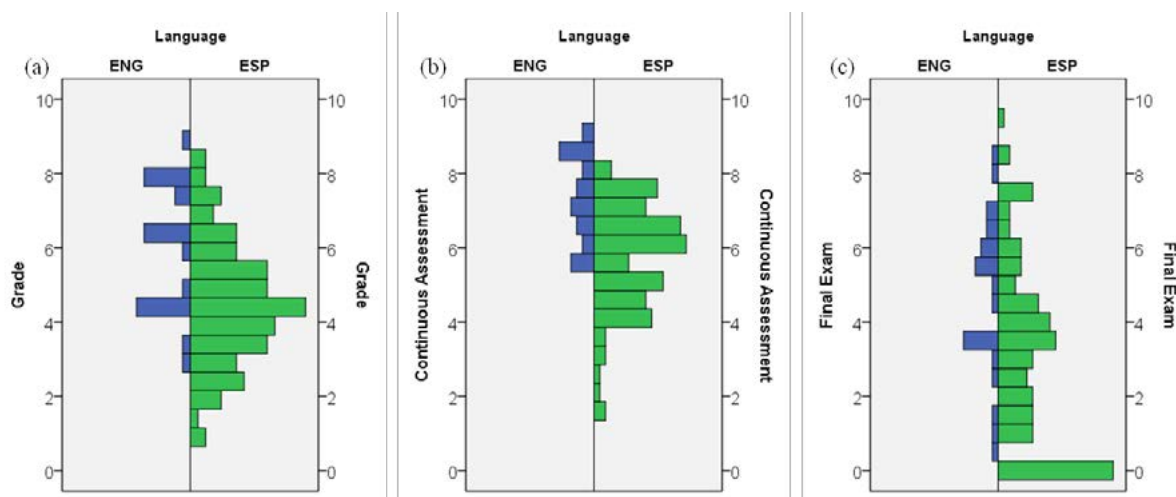 Language
(a) ENG ESP
10 10
8 8
6 6
4 4
2 2
0 0
Grade
Grade
Language
(b) ENG ESP
10 10
8 8
6 6
4 4
2 2
0 0
Continuous Assessment
Continuous Assessment
Language
(c) ENG ESP
10 10
8 8
6 6
4 4
2 2
0 0
Final Exam
Final Exam